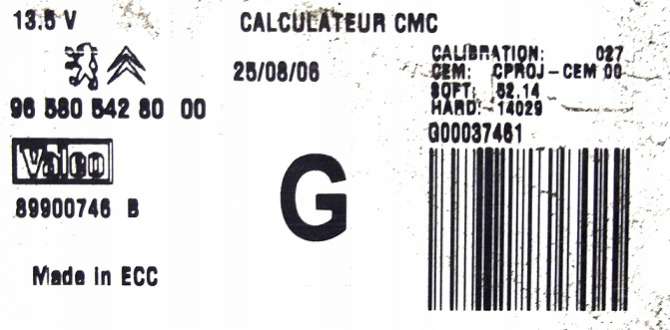 13.5 V
CALCULATEUR CMC
25/08/06
96 580 542 80 00
Valeo
89900746 B
Made in ECC
G
CALIBRATION: 027
CEM: CPROJ-CEM 00
SOFT: 52.14
HARD: 14029
G00037461